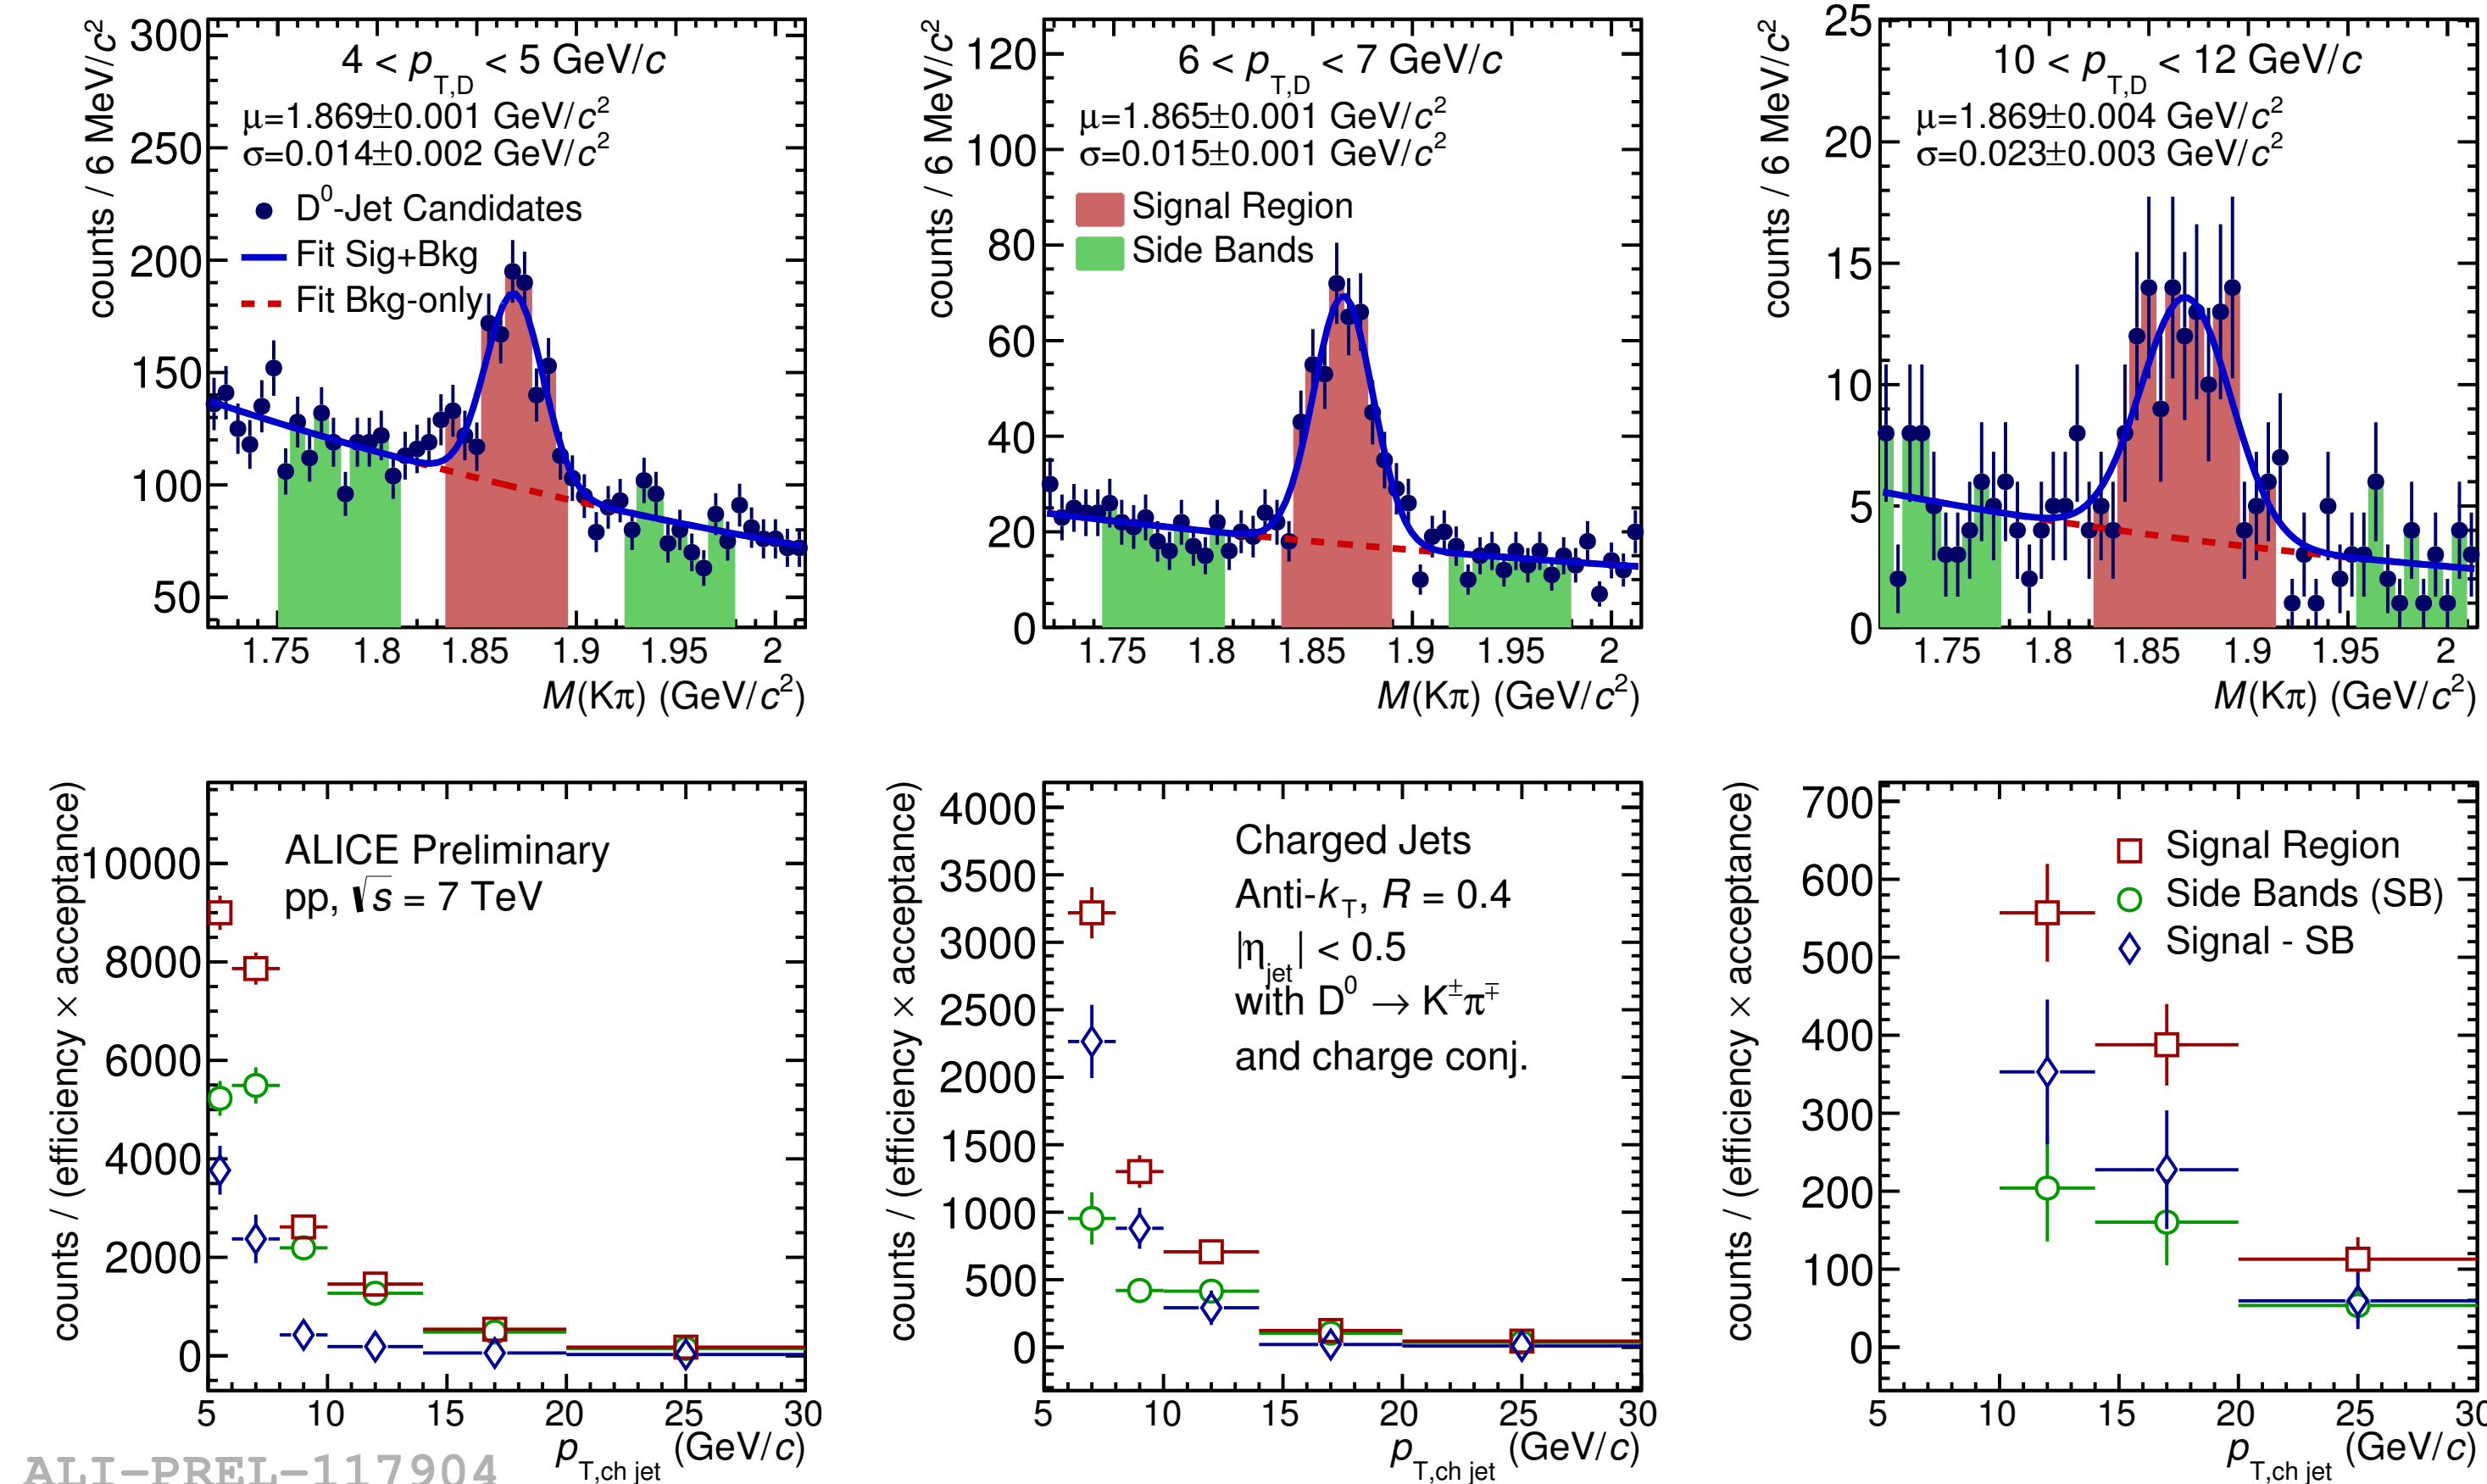 4 < pT,D < 5 GeV/c
μ=1.869±0.001 GeV/c²
σ=0.014±0.002 GeV/c²
D⁰-Jet Candidates
Fit Sig+Bkg
Fit Bkg-only
counts / 6 MeV/c²
300
250
200
150
100
50
1.75 1.8 1.85 1.9 1.95 2
M(Kπ) (GeV/c²)
6 < pT,D < 7 GeV/c
μ=1.865±0.001 GeV/c²
σ=0.015±0.001 GeV/c²
Signal Region
Side Bands
counts / 6 MeV/c²
120
100
80
60
40
20
0
1.75 1.8 1.85 1.9 1.95 2
M(Kπ) (GeV/c²)
10 < pT,D < 12 GeV/c
μ=1.869±0.004 GeV/c²
σ=0.023±0.003 GeV/c²
counts / 6 MeV/c²
25
20
15
10
5
0
1.75 1.8 1.85 1.9 1.95 2
M(Kπ) (GeV/c²)
ALICE Preliminary
pp, √s = 7 TeV
counts / (efficiency × acceptance)
10000
8000
6000
4000
2000
0
5 10 15 20 25 30
pT,ch jet (GeV/c)
Charged Jets
Anti-kT, R = 0.4
|ηjet| < 0.5
with D⁰ → K±π∓
and charge conj.
counts / (efficiency × acceptance)
4000
3500
3000
2500
2000
1500
1000
500
0
5 10 15 20 25 30
pT,ch jet (GeV/c)
Signal Region
Side Bands (SB)
Signal - SB
counts / (efficiency × acceptance)
700
600
500
400
300
200
100
0
5 10 15 20 25 30
pT,ch jet (GeV/c)
ALI-PREL-117904